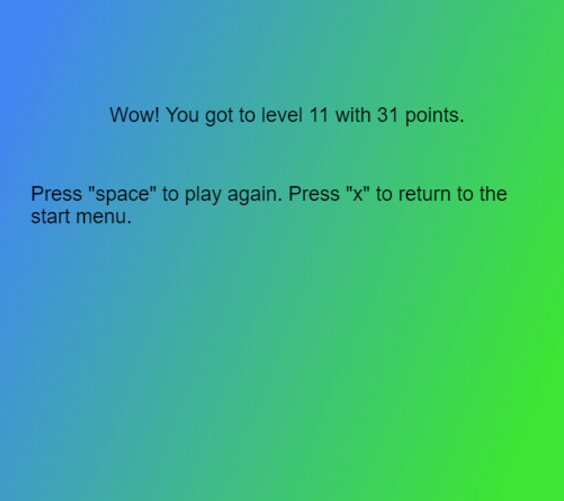 Wow! You got to level 11 with 31 points.
Press "space" to play again. Press "x" to return to the
start menu.